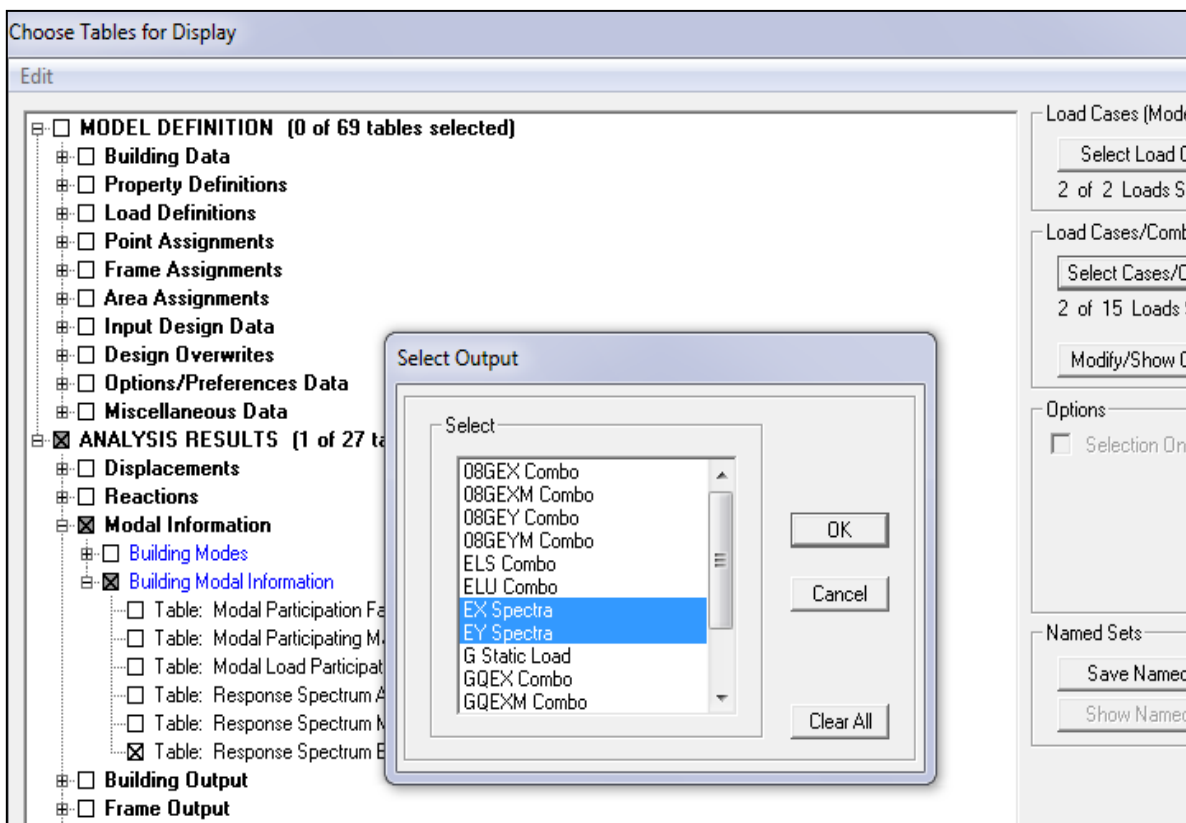 Choose Tables for Display
Edit
MODEL DEFINITION (0 of 69 tables selected)
Building Data
Property Definitions
Load Definitions
Point Assignments
Frame Assignments
Area Assignments
Input Design Data
Design Overwrites
Options/Preferences Data
Miscellaneous Data
ANALYSIS RESULTS (1 of 27 ta
Displacements
Reactions
Modal Information
Building Modes
Building Modal Information
Table: Modal Participation Fa
Table: Modal Participating M
Table: Modal Load Participat
Table: Response Spectrum A
Table: Response Spectrum M
Table: Response Spectrum B
Building Output
Frame Output
Select Output
Select
08GEX Combo
08GEXM Combo
08GEY Combo
08GEYM Combo
ELS Combo
ELU Combo
EX Spectra
EY Spectra
G Static Load
GQEX Combo
GQEXM Combo
OK
Cancel
Clear All
Load Cases (Mode
Select Load C
2 of 2 Loads S
Load Cases/Comb
Select Cases/C
2 of 15 Loads
Modify/Show O
Options
Selection On
Named Sets
Save Named
Show Named